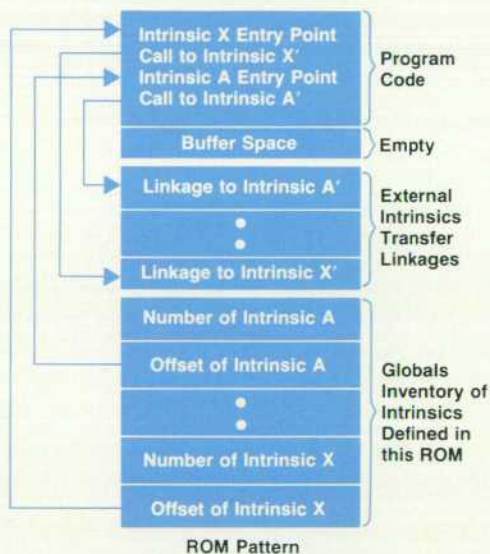 Intrinsic X Entry Point
Call to Intrinsic X′
Intrinsic A Entry Point
Call to Intrinsic A′
Program
Code
Buffer Space
Empty
Linkage to Intrinsic A′
Linkage to Intrinsic X′
External
Intrinsics
Transfer
Linkages
Number of Intrinsic A
Offset of Intrinsic A
Number of Intrinsic X
Offset of Intrinsic X
Globals
Inventory of
Intrinsics
Defined in
this ROM
ROM Pattern